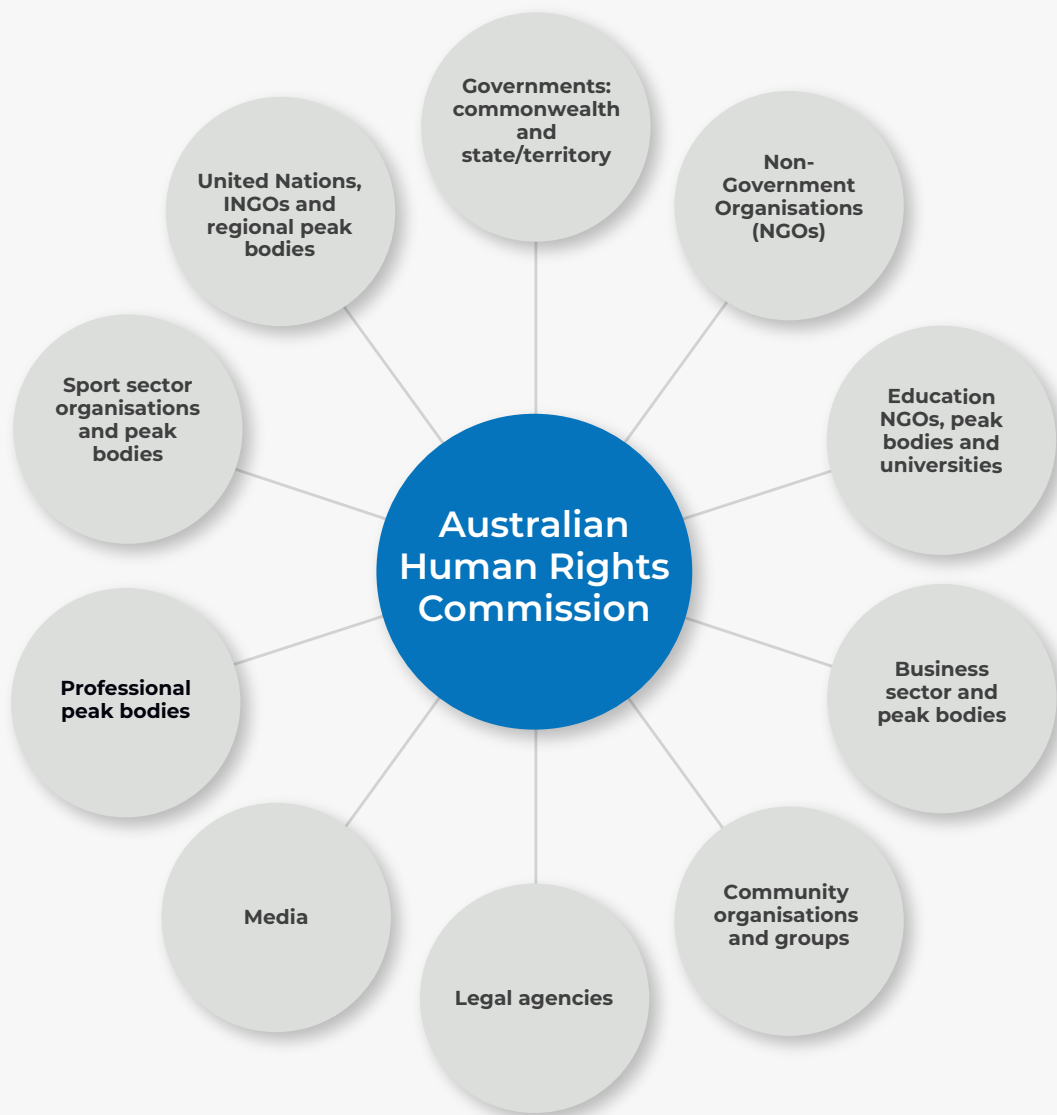 Governments:
commonwealth
and
state/territory
Non-
Government
Organisations
(NGOs)
Education
NGOs, peak
bodies and
universities
Business
sector and
peak bodies
Community
organisations
and groups
Legal agencies
Media
Professional
peak bodies
Sport sector
organisations
and peak
bodies
United Nations,
INGOs and
regional peak
bodies
Australian
Human Rights
Commission